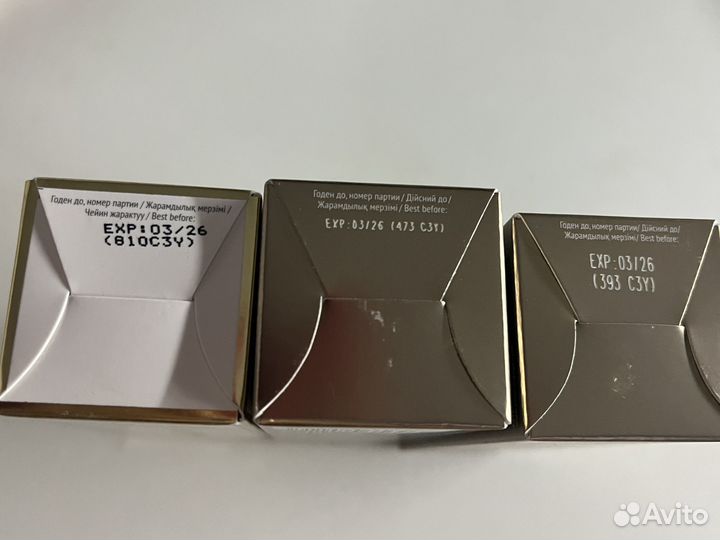 Годен до, номер партии / Жарамдылық мерзімі /
Чейин жарактуу / Best before:
EXP:03/26
(810C3Y)
Годен до, номер партии / Дійсний до /
Жарамдылық мерзімі / Best before:
EXP:03/26 (473 C3Y)
Годен до, номер партии/ Дійсний до/
Жарамдылық мерзімі/ Best before:
EXP:03/26
(393 C3Y)
Avito